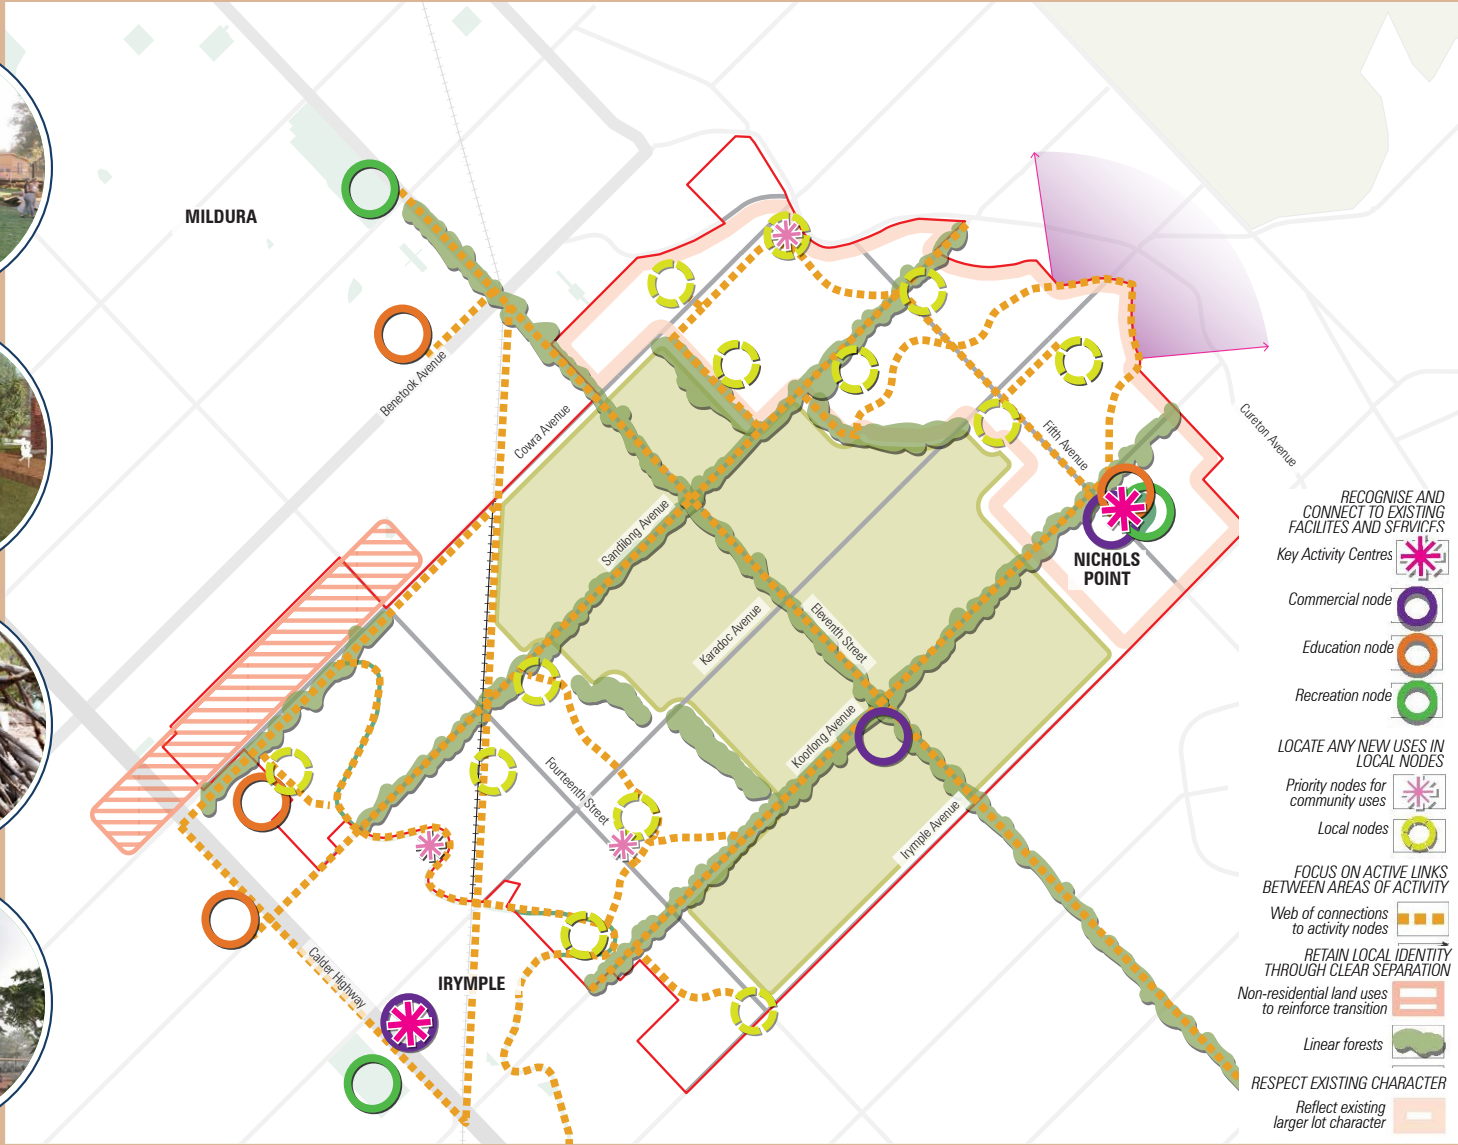 MILDURA
Benetook Avenue
Cowra Avenue
Sandilong Avenue
Karadoc Avenue
Eleventh Street
Koorlong Avenue
Fourteenth Street
Irymple Avenue
Fifth Avenue
Cureton Avenue
NICHOLS
POINT
Calder Highway
IRYMPLE
RECOGNISE AND
CONNECT TO EXISTING
FACILITES AND SERVICES
Key Activity Centres
Commercial node
Education node
Recreation node
LOCATE ANY NEW USES IN
LOCAL NODES
Priority nodes for
community uses
Local nodes
FOCUS ON ACTIVE LINKS
BETWEEN AREAS OF ACTIVITY
Web of connections
to activity nodes
RETAIN LOCAL IDENTITY
THROUGH CLEAR SEPARATION
Non-residential land uses
to reinforce transition
Linear forests
RESPECT EXISTING CHARACTER
Reflect existing
larger lot character